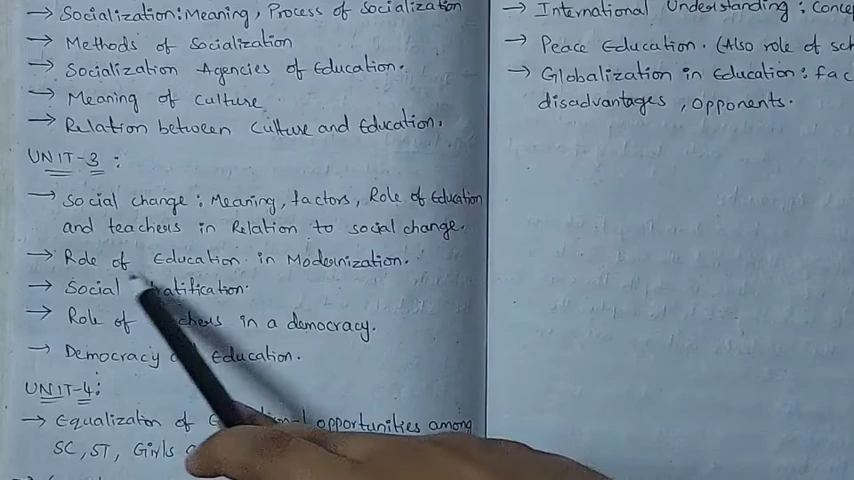 → Socialization: Meaning, Process of socialization
→ Methods of Socialization
→ Socialization Agencies of Education.
→ Meaning of Culture
→ Relation between Culture and Education.
UNIT-3:
→ Social change: Meaning, factors, Role of Education
and teachers in Relation to social change.
→ Role of Education in Modernization.
→ Social
→ Role of in a democracy.
→ Democracy Education.
UNIT-4:
→ Equalization of opportunities among
SC, ST, Girls
→ International Understanding:
→ Peace Education. (Also role of
→ Globalization in Education:
disadvantages, opponents.